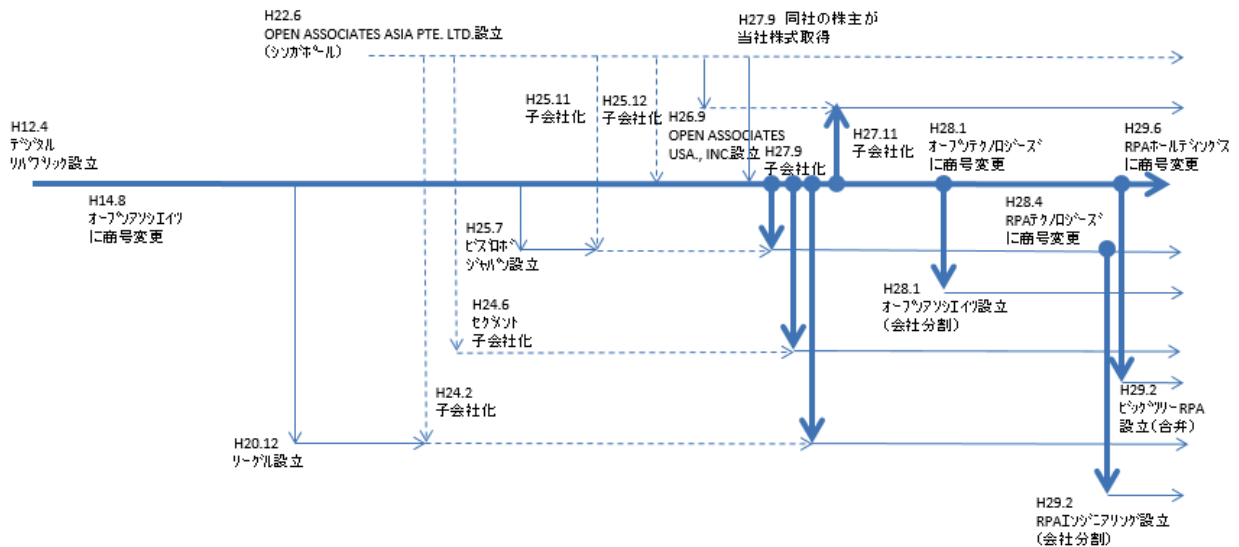 H22.6
OPEN ASSOCIATES ASIA PTE. LTD.設立
(ｼﾝｶﾞﾎﾟｰﾙ)
H27.9 同社の株主が
当社株式取得
H25.11
子会社化
H25.12
子会社化
H26.9
OPEN ASSOCIATES
USA., INC設立
H27.9
子会社化
H27.11
子会社化
H28.1
ｵｰﾌﾟﾝﾃｸﾉﾛｼﾞｰｽﾞ
に商号変更
H29.6
RPAﾎｰﾙﾃﾞｨﾝｸﾞｽ
に商号変更
H12.4
ﾃﾞｼﾞﾀﾙ
ﾘﾊﾟﾌﾞﾘｯｸ設立
H14.8
ｵｰﾌﾟﾝｱｿｼｴｲﾂ
に商号変更
H25.7
ﾋﾞｽﾞﾛﾎﾞ
ｼﾞｬﾊﾟﾝ設立
H28.4
RPAﾃｸﾉﾛｼﾞｰｽﾞ
に商号変更
H28.1
ｵｰﾌﾟﾝｱｿｼｴｲﾂ設立
(会社分割)
H24.6
ｾｸﾞﾒﾝﾄ
子会社化
H24.2
子会社化
H29.2
ﾋﾞｯｸﾞﾂﾘｰRPA
設立(合弁)
H20.12
ﾘｰｹﾞﾙ設立
H29.2
RPAｴﾝｼﾞﾆｱﾘﾝｸﾞ設立
(会社分割)